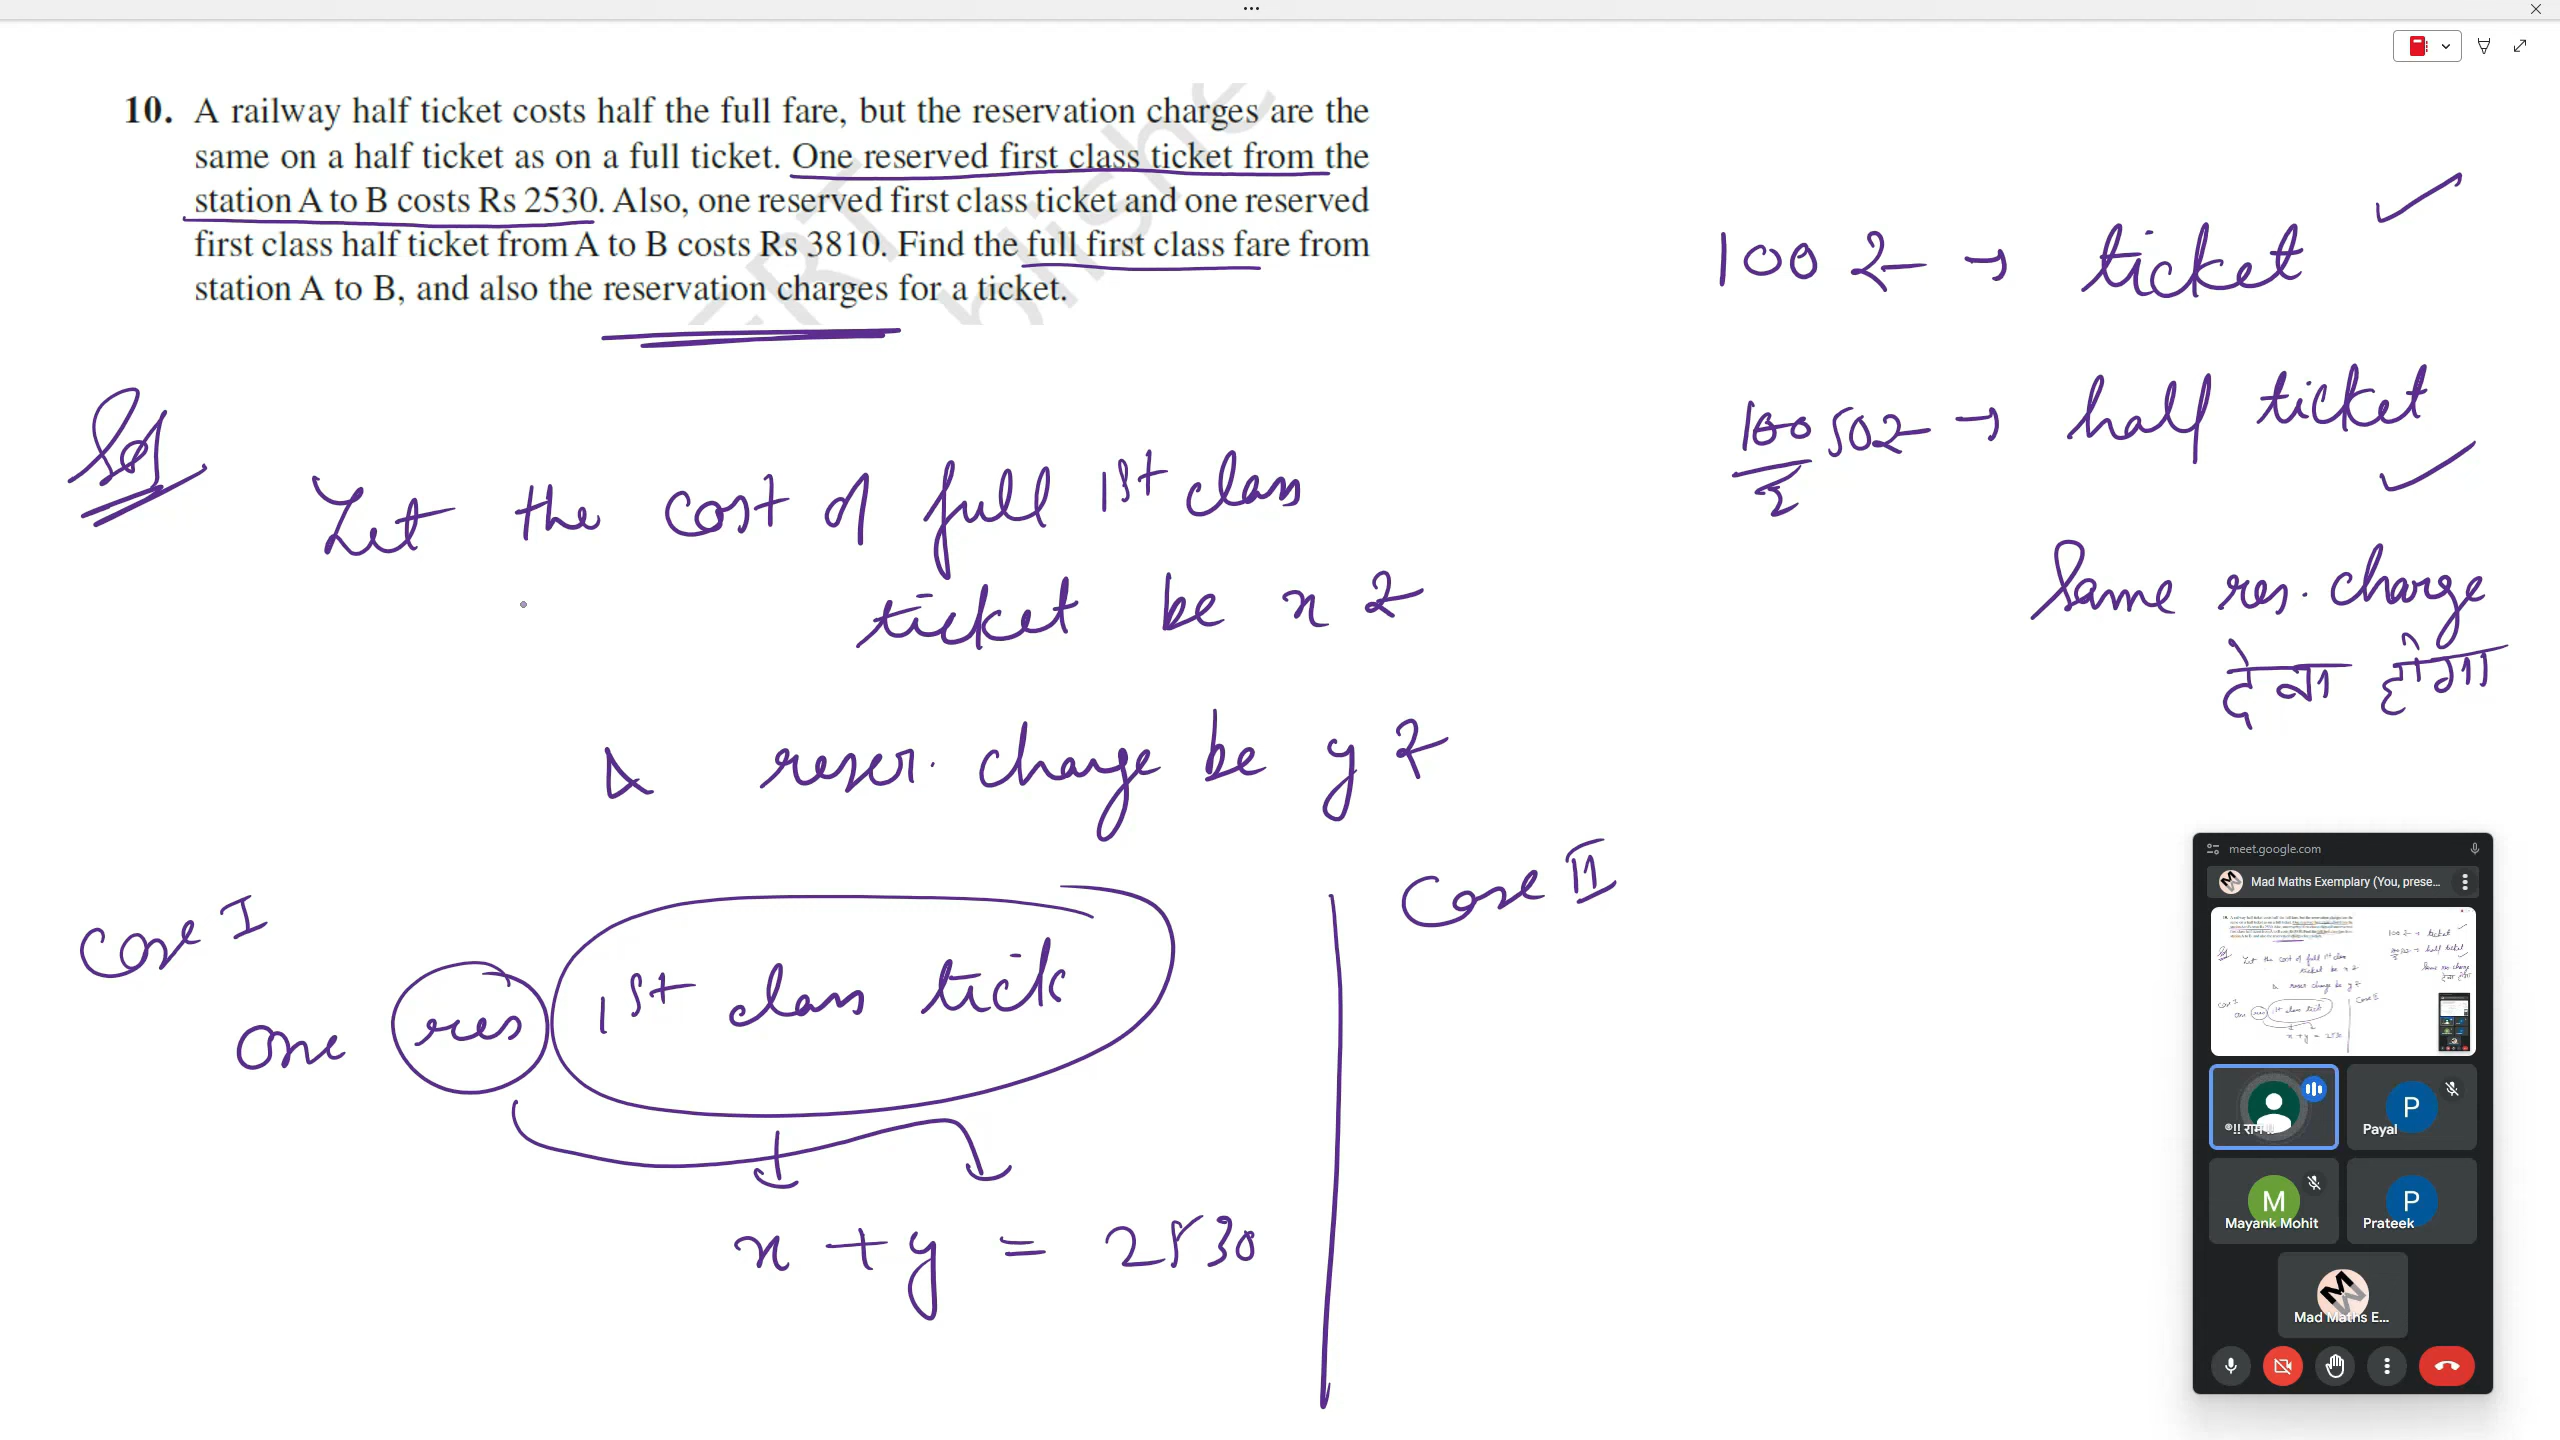 10. A railway half ticket costs half the full fare, but the reservation charges are the
same on a half ticket as on a full ticket. One reserved first class ticket from the
station A to B costs Rs 2530. Also, one reserved first class ticket and one reserved
first class half ticket from A to B costs Rs 3810. Find the full first class fare from
station A to B, and also the reservation charges for a ticket.
100 ₹ → ticket
100/2 50₹ → half ticket
Same res. charge
देना होगा
Sol
Let the cost of full 1st class
ticket be x ₹
& reser. charge be y ₹
Case I
One res 1st class tick
x + y = 2530
Case II
meet.google.com
Mad Maths Exemplary (You, prese...
Payal
Mayank Mohit
Prateek
Mad Maths E...